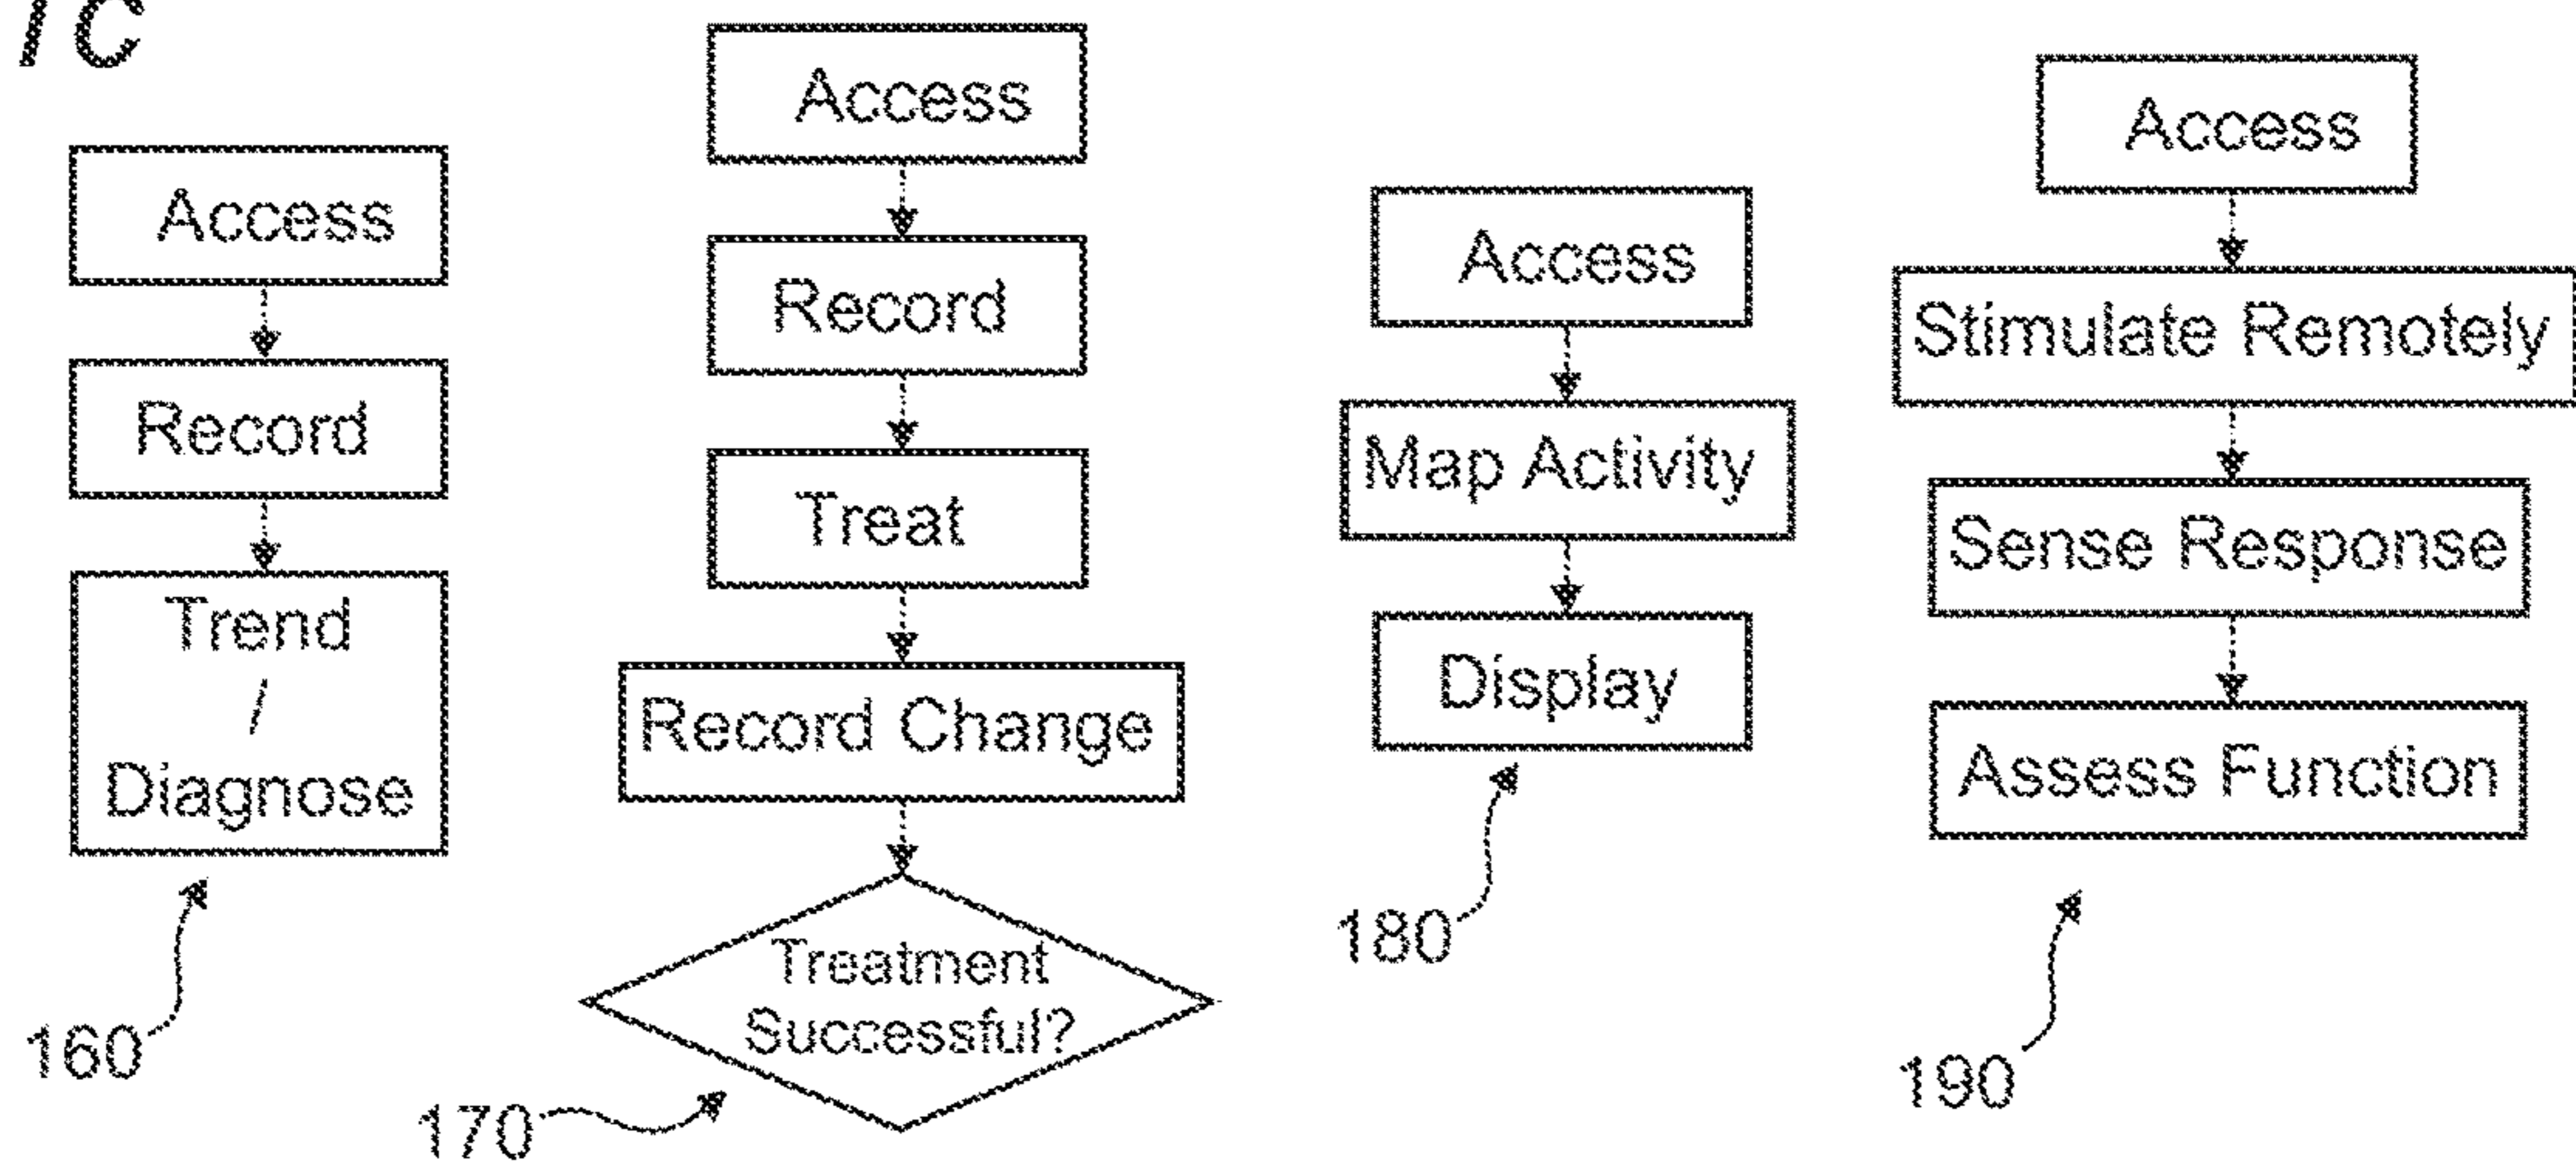 1C
Access
Record
Trend
/
Diagnose
160
Access
Record
Treat
Record Change
Treatment
Successful?
170
Access
Map Activity
Display
180
Access
Stimulate Remotely
Sense Response
Assess Function
190